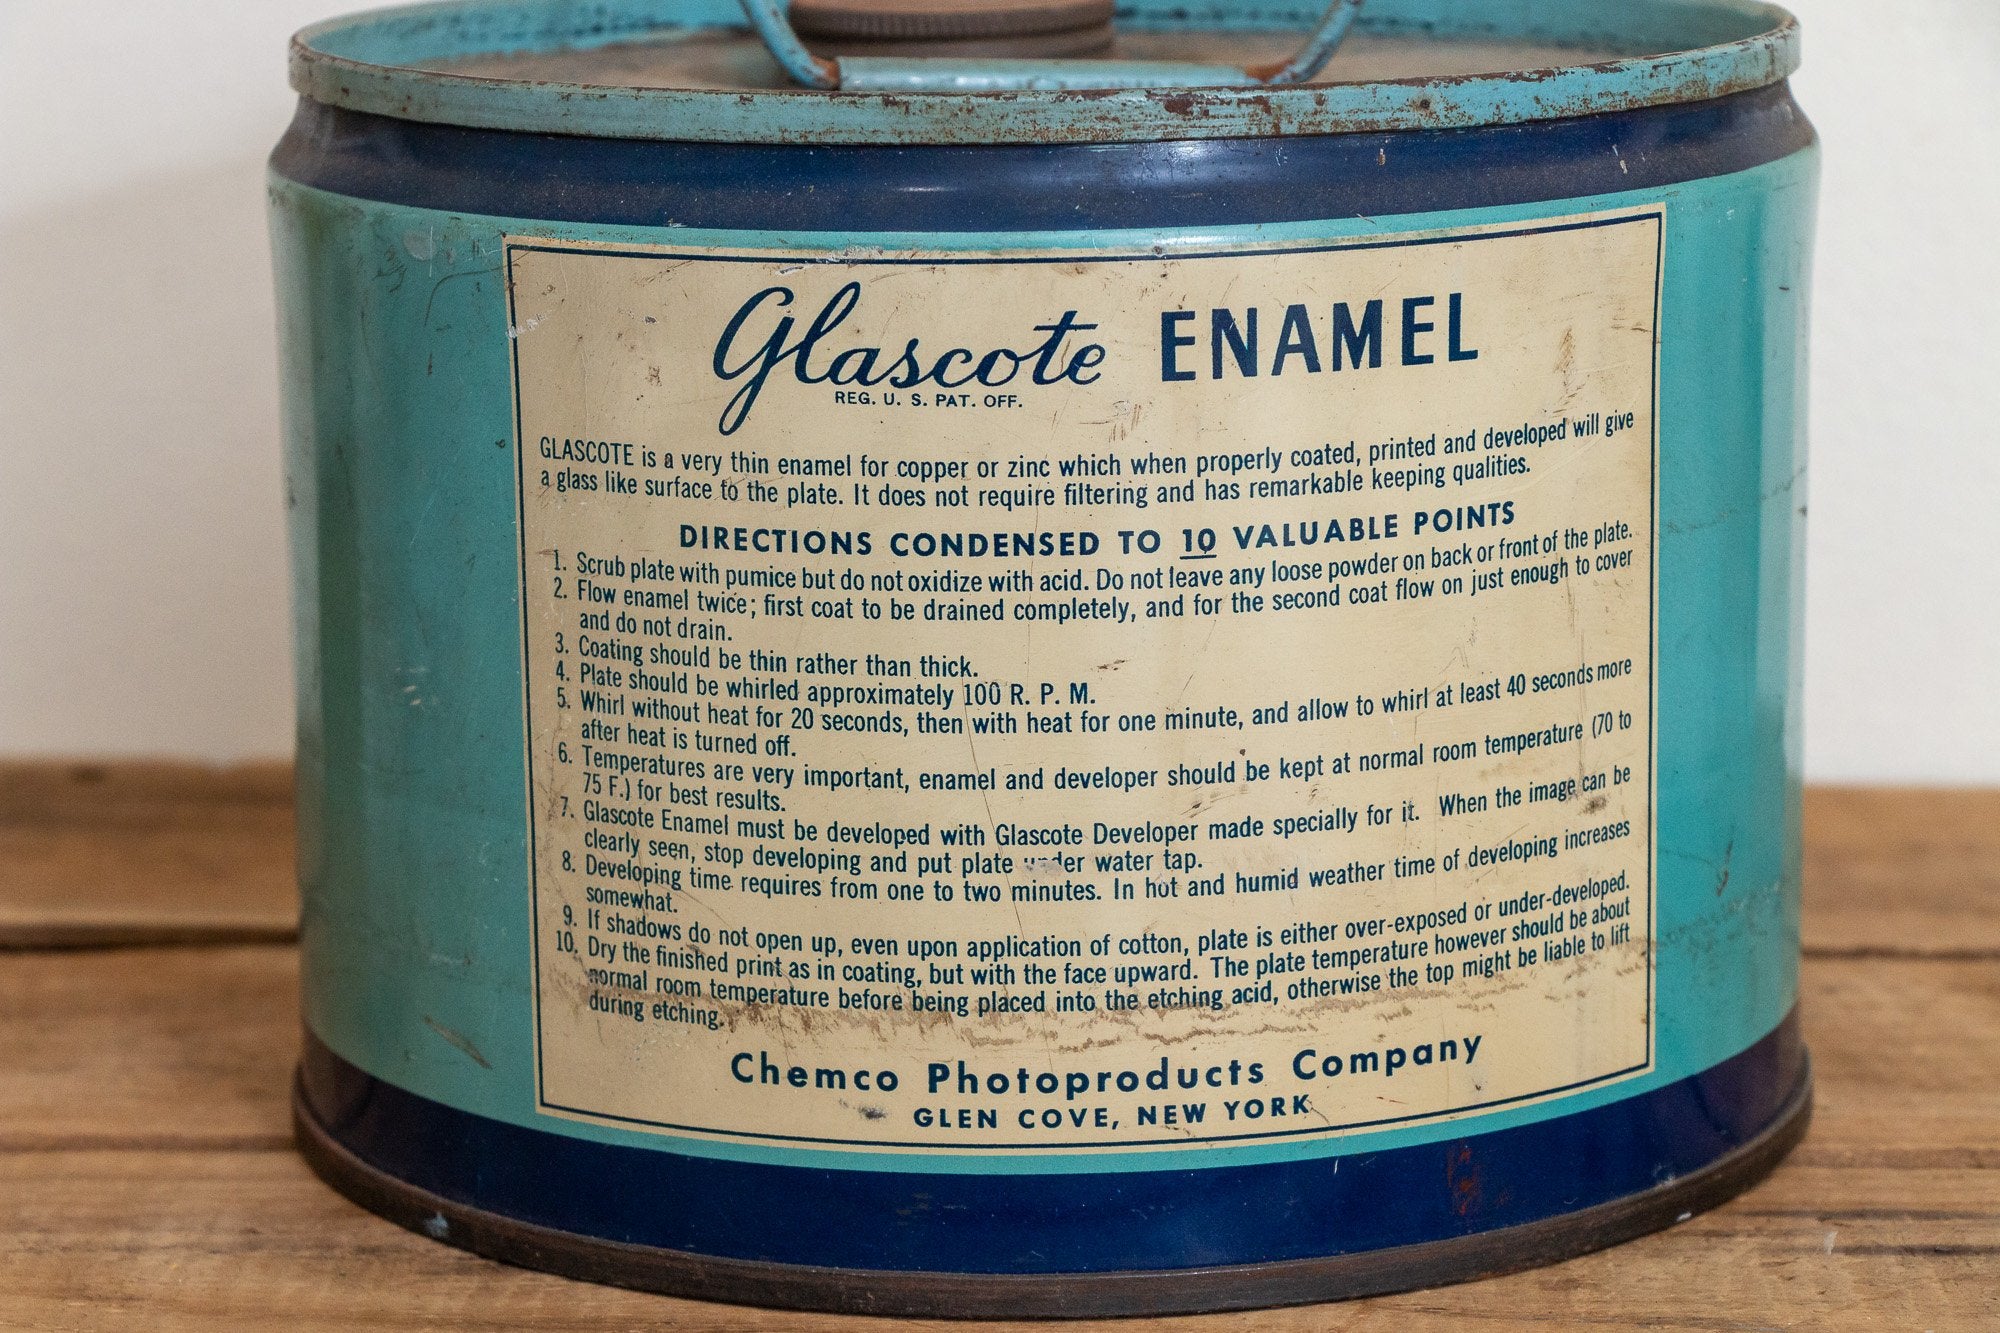 Glascote ENAMEL
REG. U. S. PAT. OFF.
GLASCOTE is a very thin enamel for copper or zinc which when properly coated, printed and developed will give
a glass like surface to the plate. It does not require filtering and has remarkable keeping qualities.
DIRECTIONS CONDENSED TO 10 VALUABLE POINTS
1. Scrub plate with pumice but do not oxidize with acid. Do not leave any loose powder on back or front of the plate.
2. Flow enamel twice; first coat to be drained completely, and for the second coat flow on just enough to cover
and do not drain.
3. Coating should be thin rather than thick.
4. Plate should be whirled approximately 100 R. P. M.
5. Whirl without heat for 20 seconds, then with heat for one minute, and allow to whirl at least 40 seconds more
after heat is turned off.
6. Temperatures are very important, enamel and developer should be kept at normal room temperature (70 to
75 F.) for best results.
7. Glascote Enamel must be developed with Glascote Developer made specially for it. When the image can be
clearly seen, stop developing and put plate under water tap.
8. Developing time requires from one to two minutes. In hot and humid weather time of developing increases
somewhat.
9. If shadows do not open up, even upon application of cotton, plate is either over-exposed or under-developed.
10. Dry the finished print as in coating, but with the face upward. The plate temperature however should be about
normal room temperature before being placed into the etching acid, otherwise the top might be liable to lift
during etching.
Chemco Photoproducts Company
GLEN COVE, NEW YORK